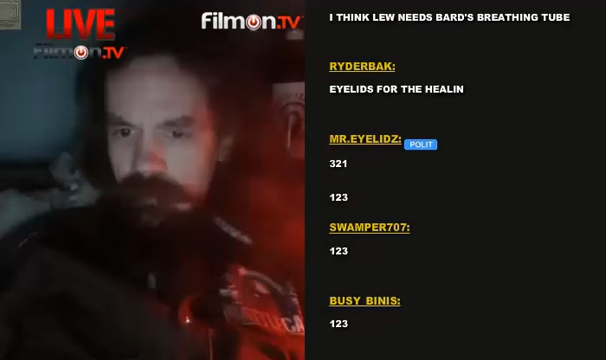 LIVE
FilmOn.TV
FilmOn.TV
I THINK LEW NEEDS BARD'S BREATHING TUBE
RYDERBAK:
EYELIDS FOR THE HEALIN
MR.EYELIDZ: POLIT
321
123
SWAMPER707:
123
BUSY BINIS:
123